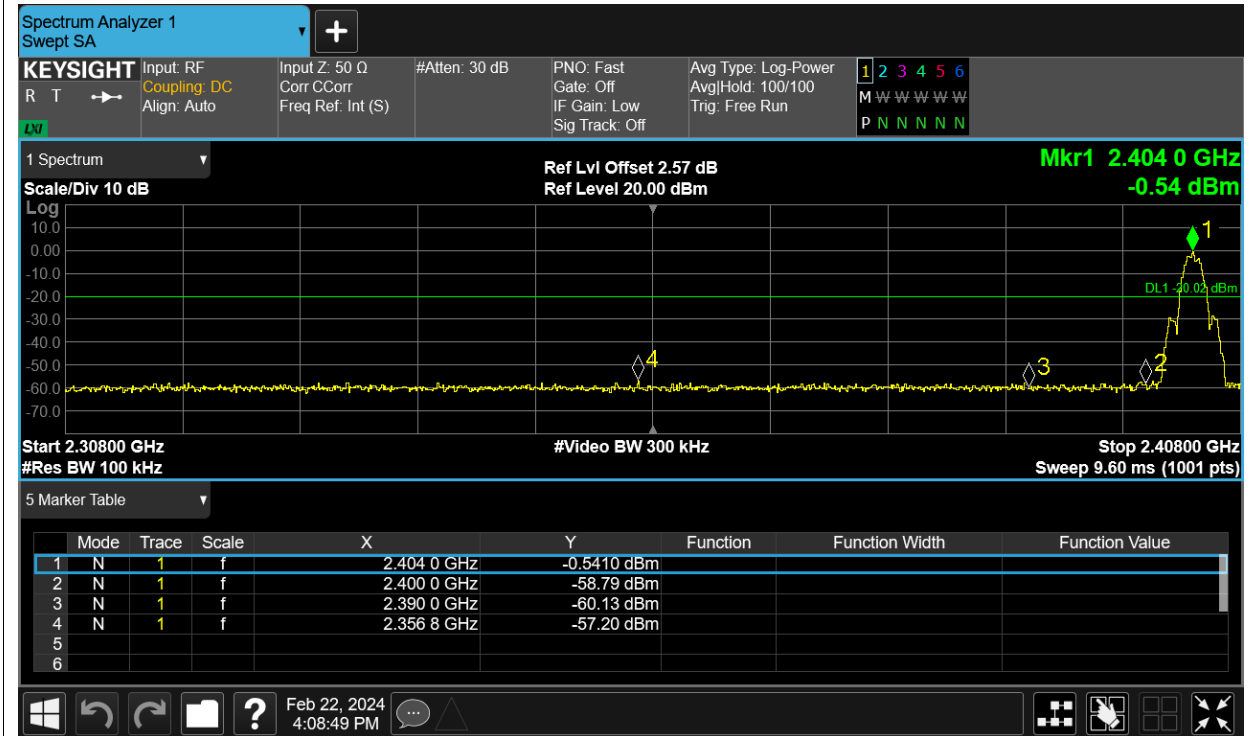 Spectrum Analyzer 1
Swept SA
+
KEYSIGHT
R T
LXI
Input: RF
Coupling: DC
Align: Auto
Input Z: 50 Ω
Corr CCorr
Freq Ref: Int (S)
#Atten: 30 dB
PNO: Fast
Gate: Off
IF Gain: Low
Sig Track: Off
Avg Type: Log-Power
Avg|Hold: 100/100
Trig: Free Run
1 2 3 4 5 6
M W W W W W W
P N N N N N N
1 Spectrum
Scale/Div 10 dB
Ref Lvl Offset 2.57 dB
Ref Level 20.00 dBm
Mkr1 2.404 0 GHz
-0.54 dBm
Log
10.0
0.00
-10.0
-20.0
-30.0
-40.0
-50.0
-60.0
-70.0
1
DL1 -20.02 dBm
4
3
2
Start 2.30800 GHz
#Video BW 300 kHz
Stop 2.40800 GHz
#Res BW 100 kHz
Sweep 9.60 ms (1001 pts)
5 Marker Table
Mode Trace Scale X Y Function Function Width Function Value
1 N 1 f 2.404 0 GHz -0.5410 dBm
2 N 1 f 2.400 0 GHz -58.79 dBm
3 N 1 f 2.390 0 GHz -60.13 dBm
4 N 1 f 2.356 8 GHz -57.20 dBm
5
6
?
Feb 22, 2024
4:08:49 PM